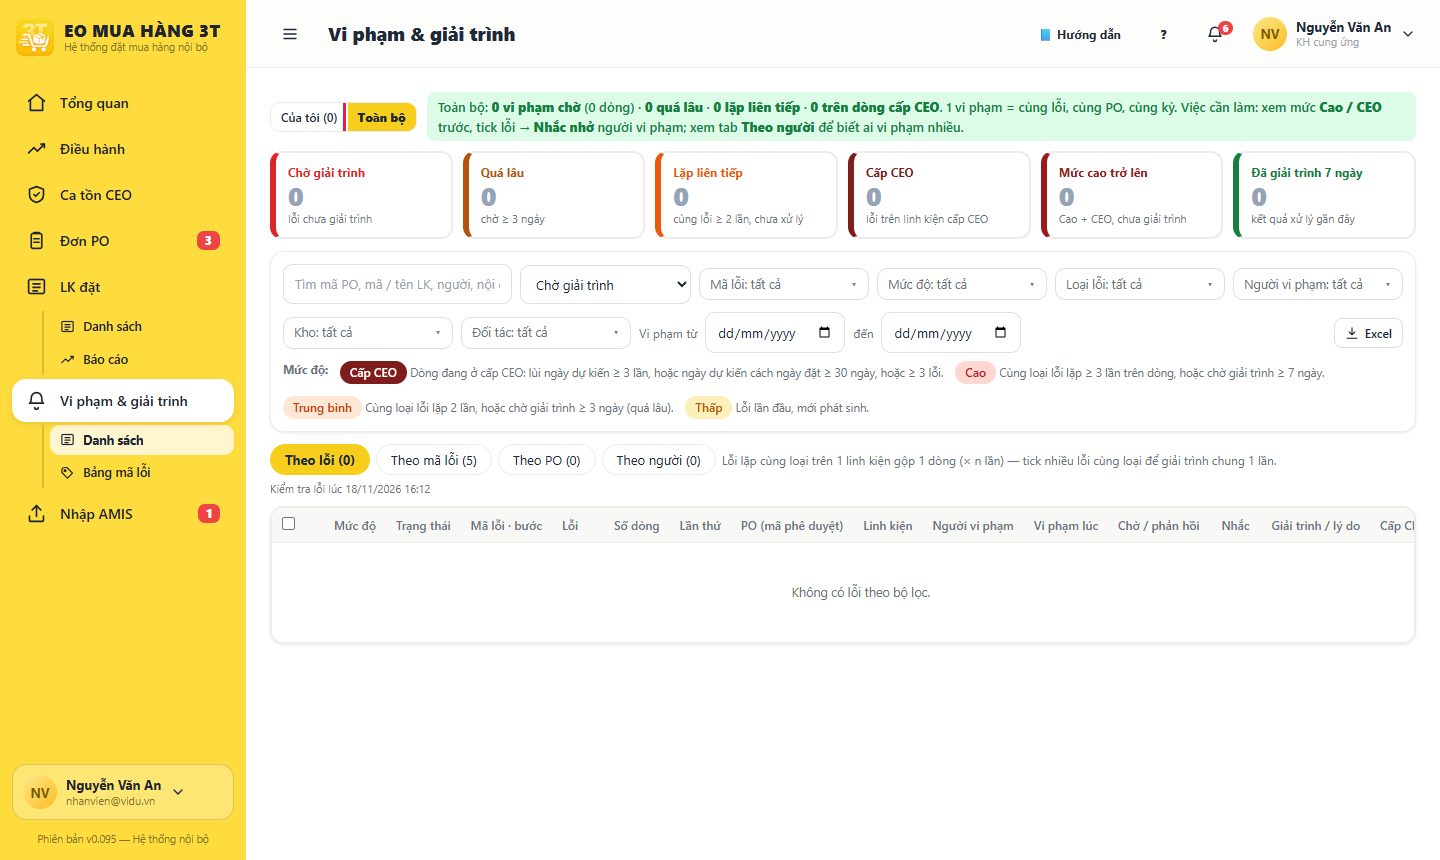 EO MUA HÀNG 3T
Hệ thống đặt mua hàng nội bộ
Tổng quan
Điều hành
Ca tồn CEO
Đơn PO 3
LK đặt
Danh sách
Báo cáo
Vi phạm & giải trình
Danh sách
Bảng mã lỗi
Nhập AMIS 1
NV Nguyễn Văn An
nhanvien@vidu.vn
Phiên bản v0.095 — Hệ thống nội bộ
Vi phạm & giải trình
Hướng dẫn ? 6 NV Nguyễn Văn An
KH cung ứng
Của tôi (0) Toàn bộ
Toàn bộ: 0 vi phạm chờ (0 dòng) · 0 quá lâu · 0 lặp liên tiếp · 0 trên dòng cấp CEO. 1 vi phạm = cùng lỗi, cùng PO, cùng kỳ. Việc cần làm: xem mức Cao / CEO
trước, tick lỗi → Nhắc nhở người vi phạm; xem tab Theo người để biết ai vi phạm nhiều.
Chờ giải trình
0
lỗi chưa giải trình
Quá lâu
0
chờ ≥ 3 ngày
Lặp liên tiếp
0
cùng lỗi ≥ 2 lần, chưa xử lý
Cấp CEO
0
lỗi trên linh kiện cấp CEO
Mức cao trở lên
0
Cao + CEO, chưa giải trình
Đã giải trình 7 ngày
0
kết quả xử lý gần đây
Tìm mã PO, mã / tên LK, người, nội Chờ giải trình Mã lỗi: tất cả Mức độ: tất cả Loại lỗi: tất cả Người vi phạm: tất cả
Kho: tất cả Đối tác: tất cả Vi phạm từ dd/mm/yyyy đến dd/mm/yyyy Excel
Mức độ: Cấp CEO Dòng đang ở cấp CEO: lùi ngày dự kiến ≥ 3 lần, hoặc ngày dự kiến cách ngày đặt ≥ 30 ngày, hoặc ≥ 3 lỗi. Cao Cùng loại lỗi lặp ≥ 3 lần trên dòng, hoặc chờ giải trình ≥ 7 ngày.
Trung bình Cùng loại lỗi lặp 2 lần, hoặc chờ giải trình ≥ 3 ngày (quá lâu). Thấp Lỗi lần đầu, mới phát sinh.
Theo lỗi (0) Theo mã lỗi (5) Theo PO (0) Theo người (0) Lỗi lặp cùng loại trên 1 linh kiện gộp 1 dòng (× n lần) — tick nhiều lỗi cùng loại để giải trình chung 1 lần.
Kiểm tra lỗi lúc 18/11/2026 16:12
Mức độ Trạng thái Mã lỗi · bước Lỗi Số dòng Lần thứ PO (mã phê duyệt) Linh kiện Người vi phạm Vi phạm lúc Chờ / phản hồi Nhắc Giải trình / lý do Cấp
Không có lỗi theo bộ lọc.